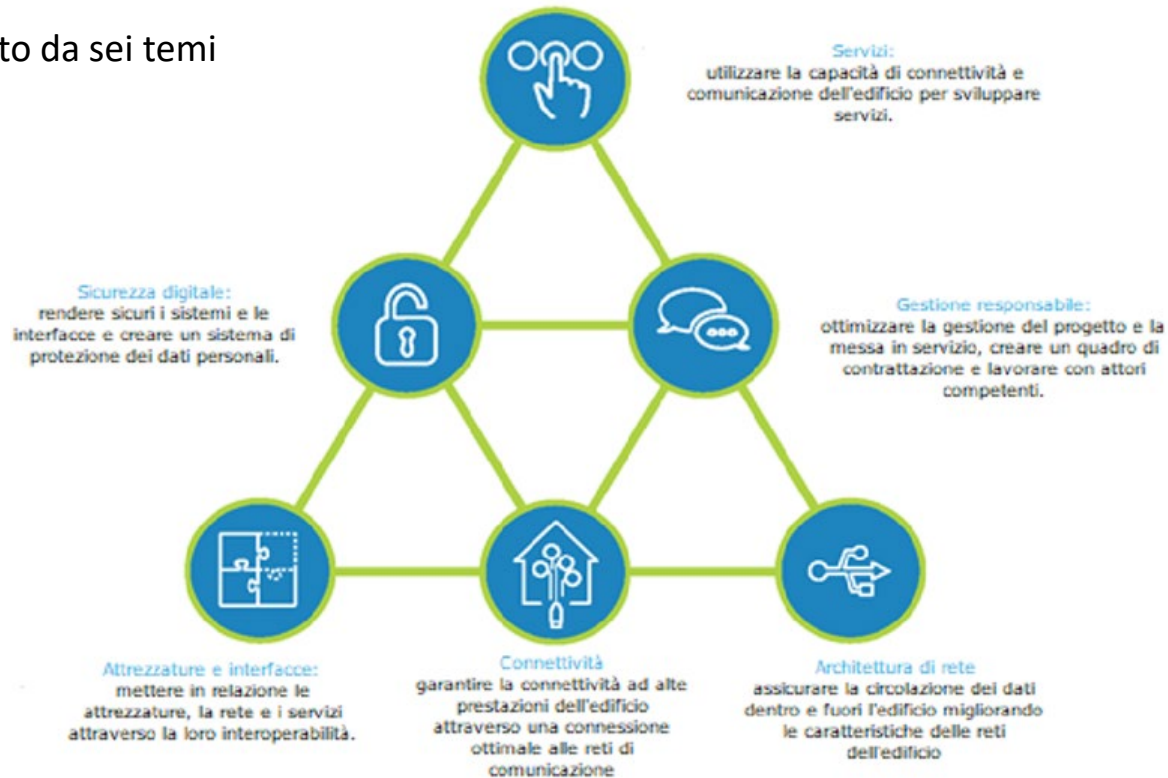 to da sei temi
Servizi:
utilizzare la capacità di connettività e
comunicazione dell'edificio per sviluppare
servizi.
Sicurezza digitale:
rendere sicuri i sistemi e le
interfacce e creare un sistema di
protezione dei dati personali.
Gestione responsabile:
ottimizzare la gestione del progetto e la
messa in servizio, creare un quadro di
contrattazione e lavorare con attori
competenti.
Attrezzature e interfacce:
mettere in relazione le
attrezzature, la rete e i servizi
attraverso la loro interoperabilità.
Connettività
garantire la connettività ad alte
prestazioni dell'edificio
attraverso una connessione
ottimale alle reti di
comunicazione
Architettura di rete
assicurare la circolazione dei dati
dentro e fuori l'edificio migliorando
le caratteristiche delle reti
dell'edificio